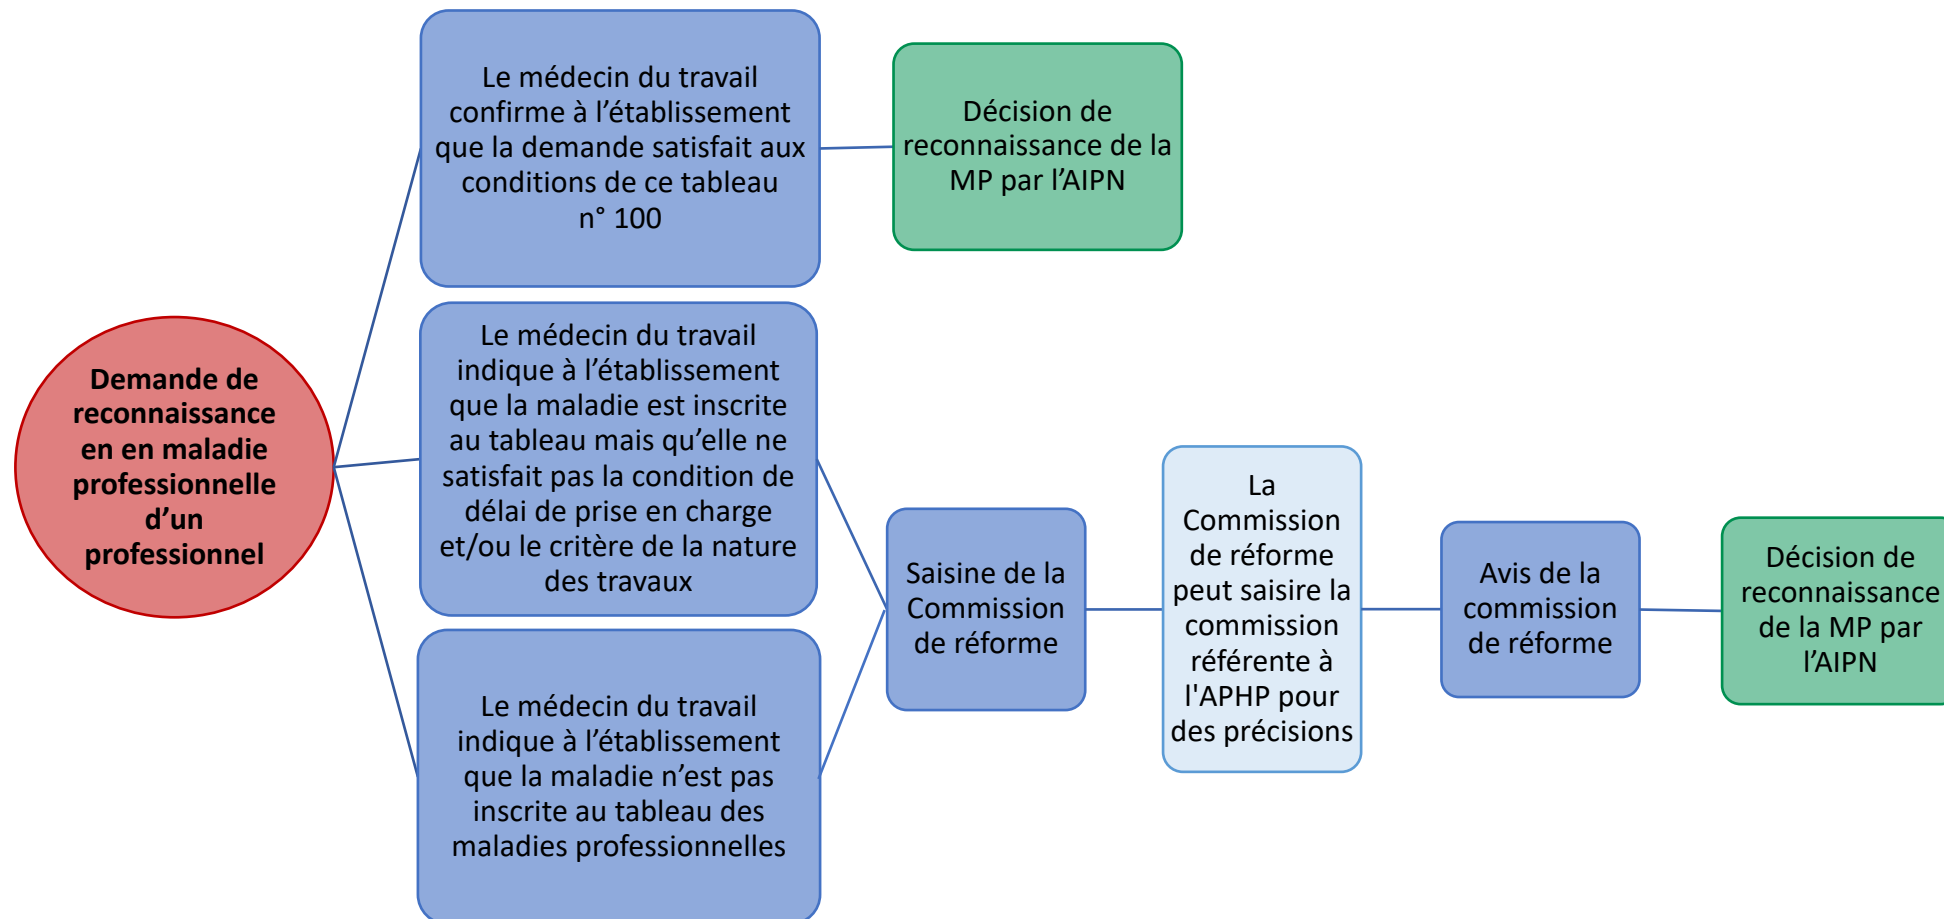 Demande de
reconnaissance
en en maladie
professionnelle
d’un
professionnel
Le médecin du travail
confirme à l’établissement
que la demande satisfait aux
conditions de ce tableau
n° 100
Décision de
reconnaissance de la
MP par l’AIPN
Le médecin du travail
indique à l’établissement
que la maladie est inscrite
au tableau mais qu’elle ne
satisfait pas la condition de
délai de prise en charge
et/ou le critère de la nature
des travaux
Le médecin du travail
indique à l’établissement
que la maladie n’est pas
inscrite au tableau des
maladies professionnelles
Saisine de la
Commission
de réforme
La
Commission
de réforme
peut saisire la
commission
référente à
l'APHP pour
des précisions
Avis de la
commission
de réforme
Décision de
reconnaissance
de la MP par
l’AIPN